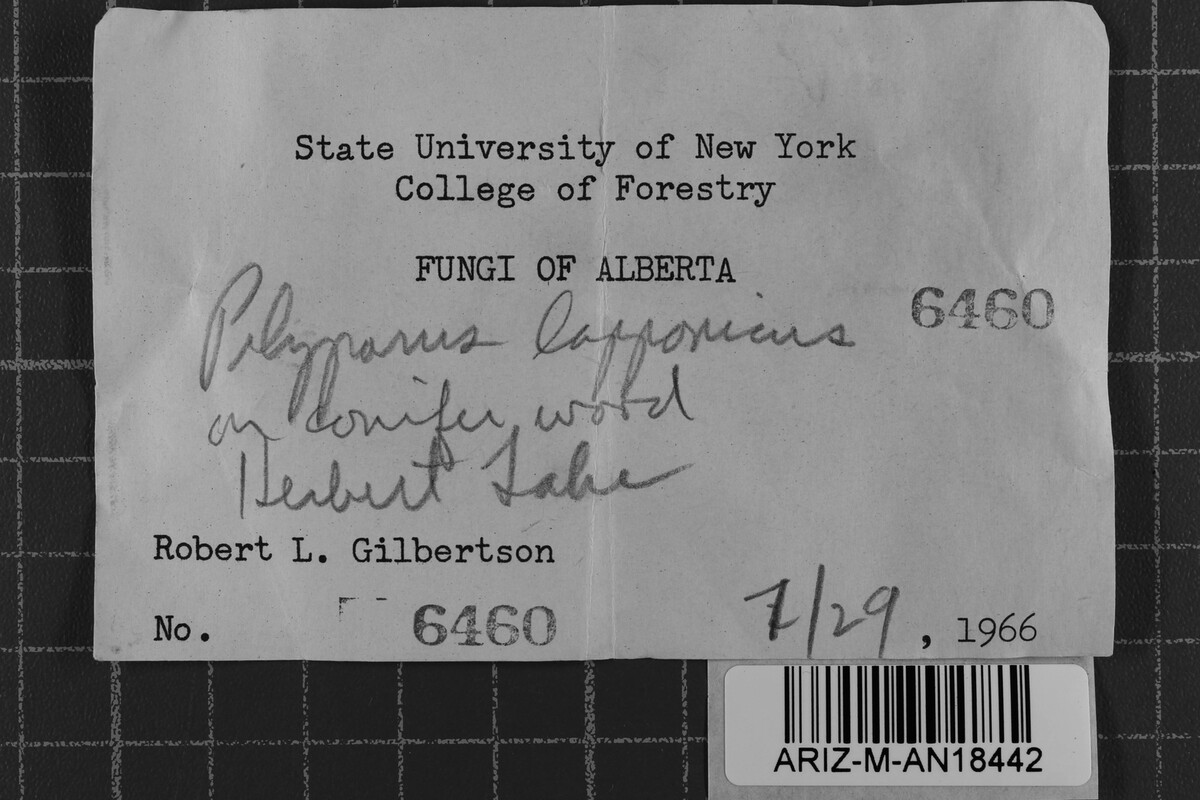 State University of New York
College of Forestry
FUNGI OF ALBERTA
6460
Polyporus lapponicus
on conifer wood
Herbert Lake
Robert L. Gilbertson
No. 6460 7/29, 1966
ARIZ-M-AN18442